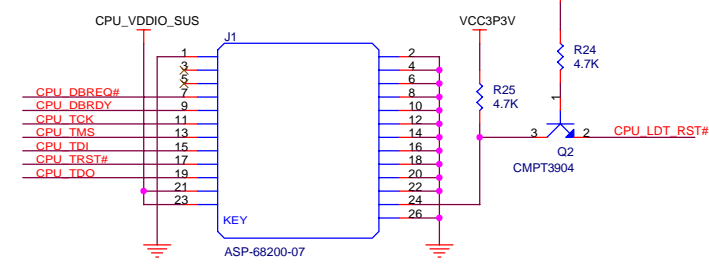 CPU_VDDIO_SUS
VCC3P3V
J1
R24
4.7K
R25
4.7K
1 2
3 4
5 6
CPU_DBREQ# 7 8
CPU_DBRDY 9 10
CPU_TCK 11 12
CPU_TMS 13 14
CPU_TDI 15 16
CPU_TRST# 17 18
CPU_TDO 19 20
21 22
23 24
KEY 26
1
3 2 CPU_LDT_RST#
Q2
CMPT3904
ASP-68200-07